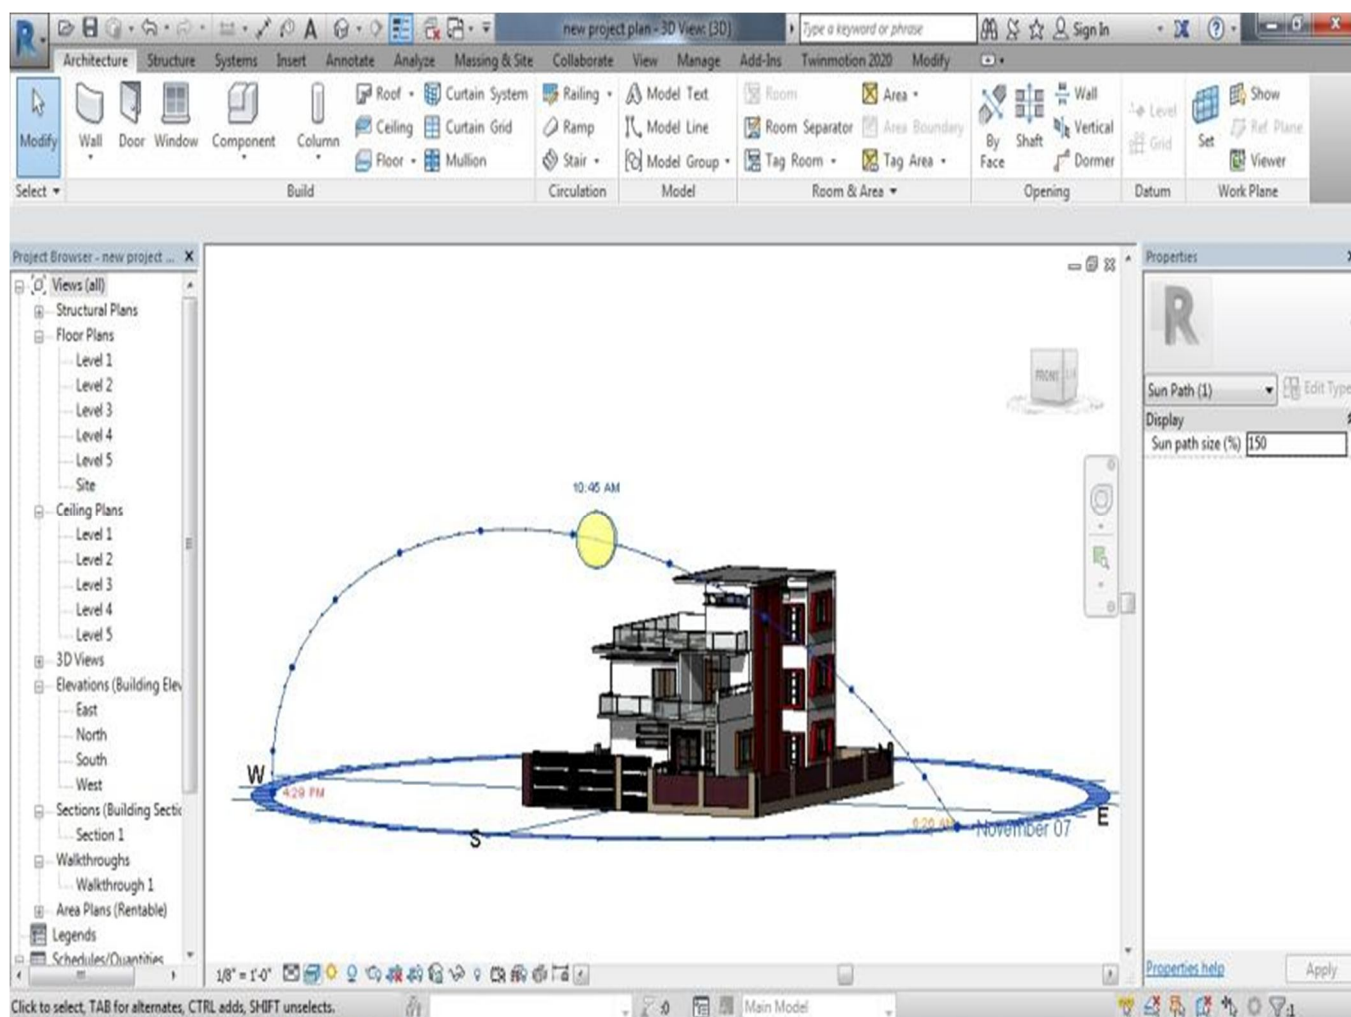 new project plan - 3D View: {3D}
Type a keyword or phrase
Sign In
Architecture Structure Systems Insert Annotate Analyze Massing & Site Collaborate View Manage Add-Ins Twinmotion 2020 Modify
Modify
Wall
Door
Window
Component
Column
Roof
Ceiling
Floor
Curtain System
Curtain Grid
Mullion
Railing
Ramp
Stair
Model Text
Model Line
Model Group
Room
Room Separator
Tag Room
Area
Area Boundary
Tag Area
By
Face
Shaft
Wall
Vertical
Dormer
Level
Grid
Set
Show
Ref Plane
Viewer
Select Build Circulation Model Room & Area Opening Datum Work Plane
Project Browser - new project ...
Views (all)
Structural Plans
Floor Plans
Level 1
Level 2
Level 3
Level 4
Level 5
Site
Ceiling Plans
Level 1
Level 2
Level 3
Level 4
Level 5
3D Views
Elevations (Building Elev
East
North
South
West
Sections (Building Sectio
Section 1
Walkthroughs
Walkthrough 1
Area Plans (Rentable)
Legends
Schedules/Quantities
FRONT
10:45 AM
W
4:29 PM
S
N
November 07
E
Properties
R
Sun Path (1)
Edit Type
Display
Sun path size (%) 150
Properties help
Apply
1/8" = 1'-0"
Click to select, TAB for alternates, CTRL adds, SHIFT unselects.
:0
Main Model
:1